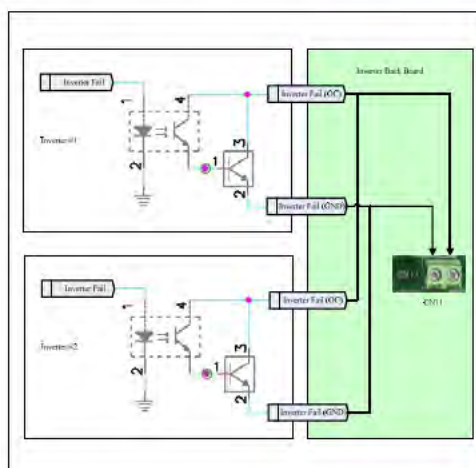 Inverter Fail
1
2
4
Inverter #1
1
3
2
Inverter Fail (OC)
Inverter Fail (GND)
Inverter Back Board
CN11
CN11
Inverter Fail
1
2
4
Inverter #2
1
3
2
Inverter Fail (OC)
Inverter Fail (GND)